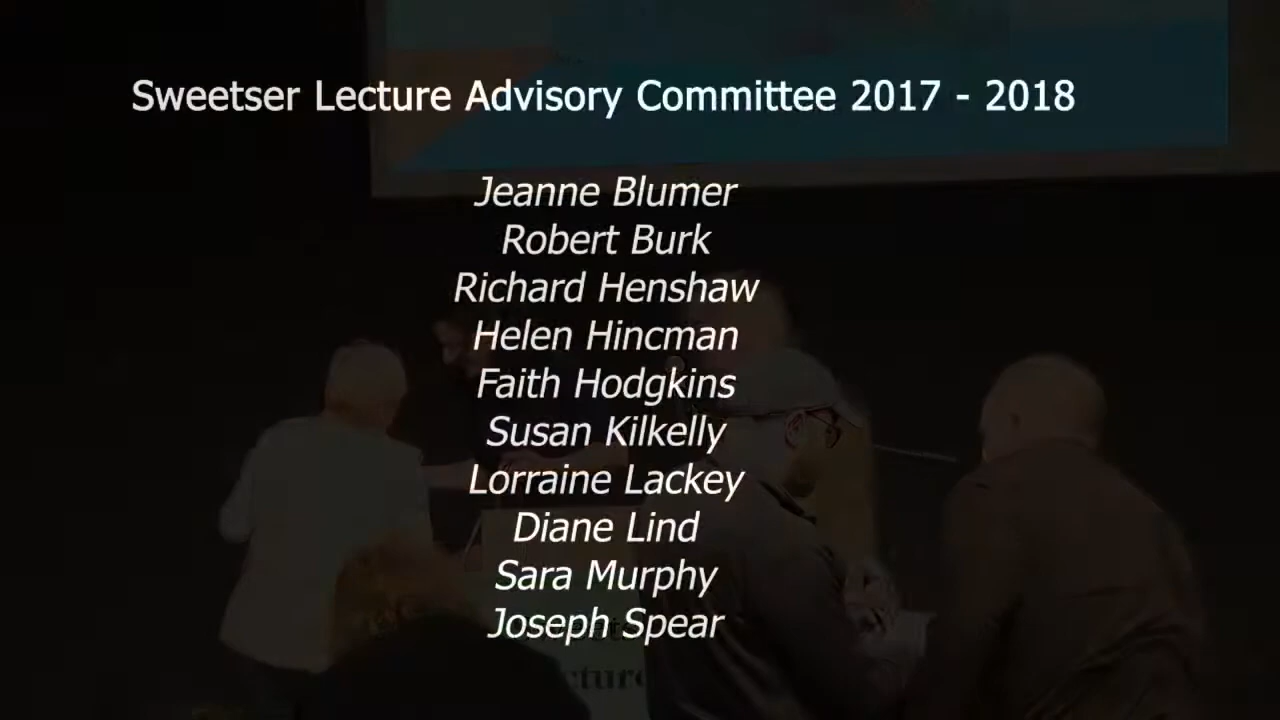 Sweetser Lecture Advisory Committee 2017 - 2018
Jeanne Blumer
Robert Burk
Richard Henshaw
Helen Hincman
Faith Hodgkins
Susan Kilkelly
Lorraine Lackey
Diane Lind
Sara Murphy
Joseph Spear